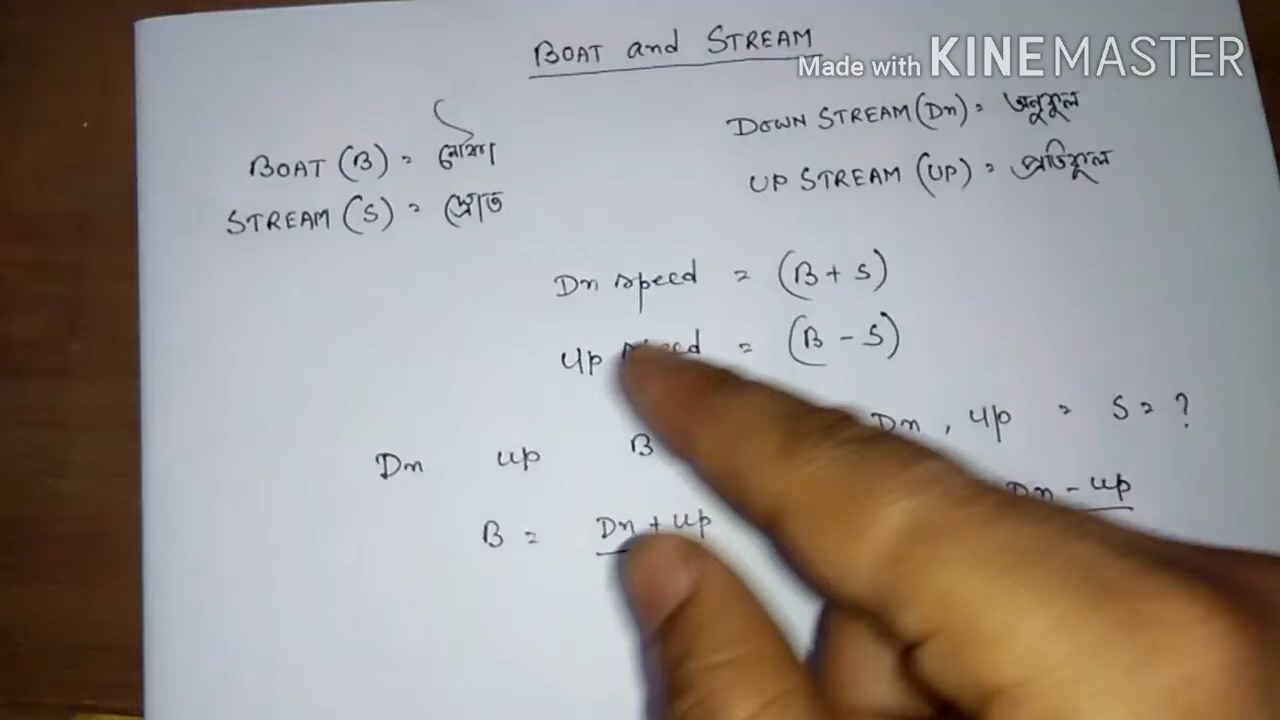 BOAT and STREAM
Made with KINEMASTER
BOAT (B) = নৌকা
STREAM (S) = স্রোত
DOWN STREAM (Dn) = অনুকূল
UP STREAM (UP) = প্রতিকূল
Dn speed = (B + S)
Up speed = (B - S)
Dn up B
Dn, up = S = ?
B = Dn + up
Dn - up